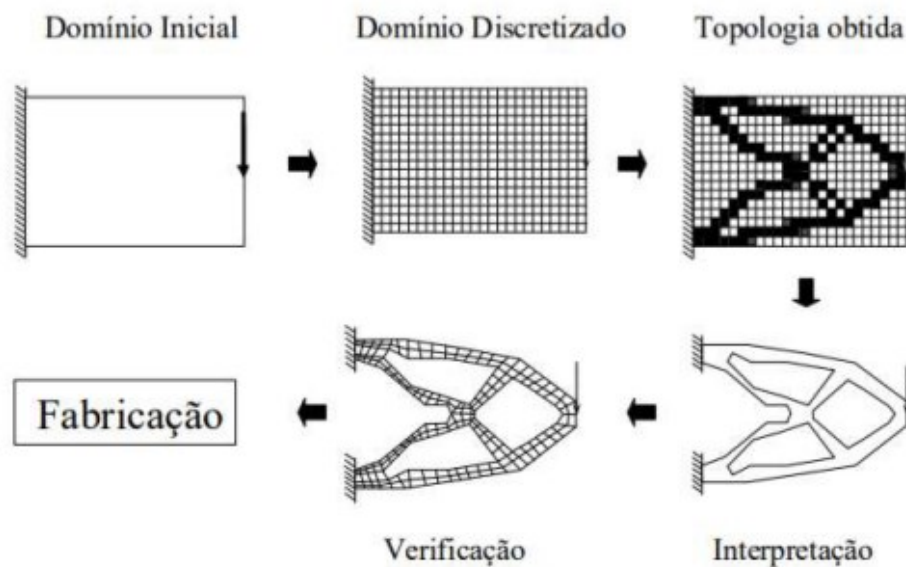 Domínio Inicial
Domínio Discretizado
Topologia obtida
Fabricação
Verificação
Interpretação